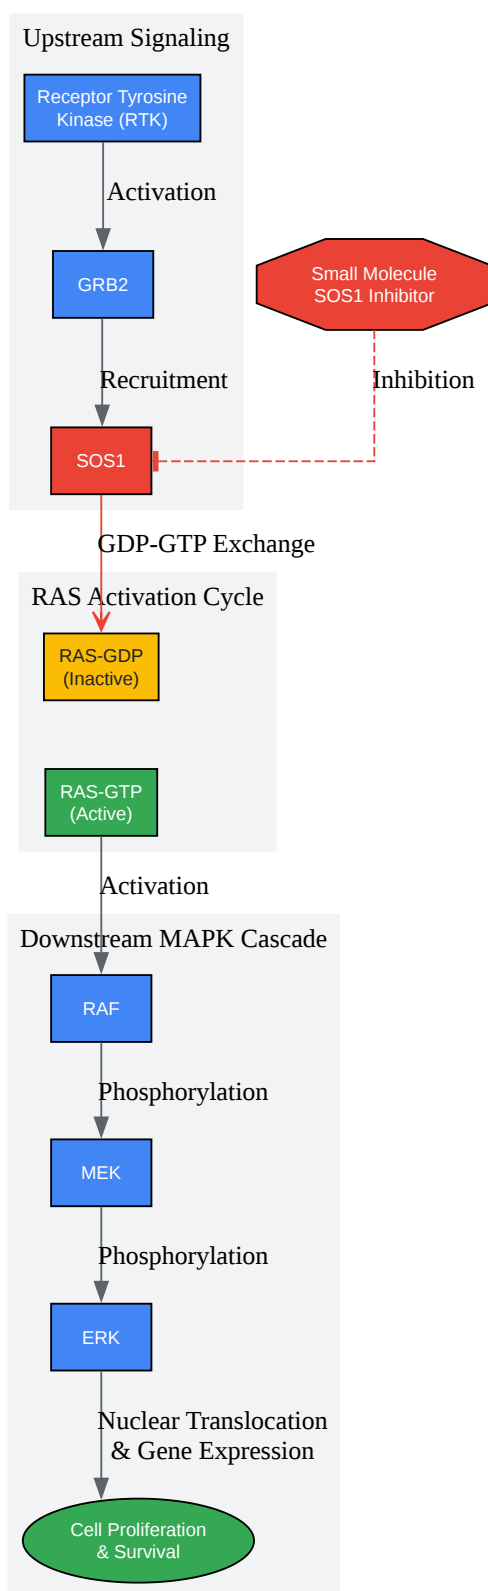 Upstream Signaling
Receptor Tyrosine
Kinase (RTK)
Activation
GRB2
Small Molecule
SOS1 Inhibitor
Recruitment
Inhibition
SOS1
GDP-GTP Exchange
RAS Activation Cycle
RAS-GDP
(Inactive)
RAS-GTP
(Active)
Activation
Downstream MAPK Cascade
RAF
Phosphorylation
MEK
Phosphorylation
ERK
Nuclear Translocation
& Gene Expression
Cell Proliferation
& Survival